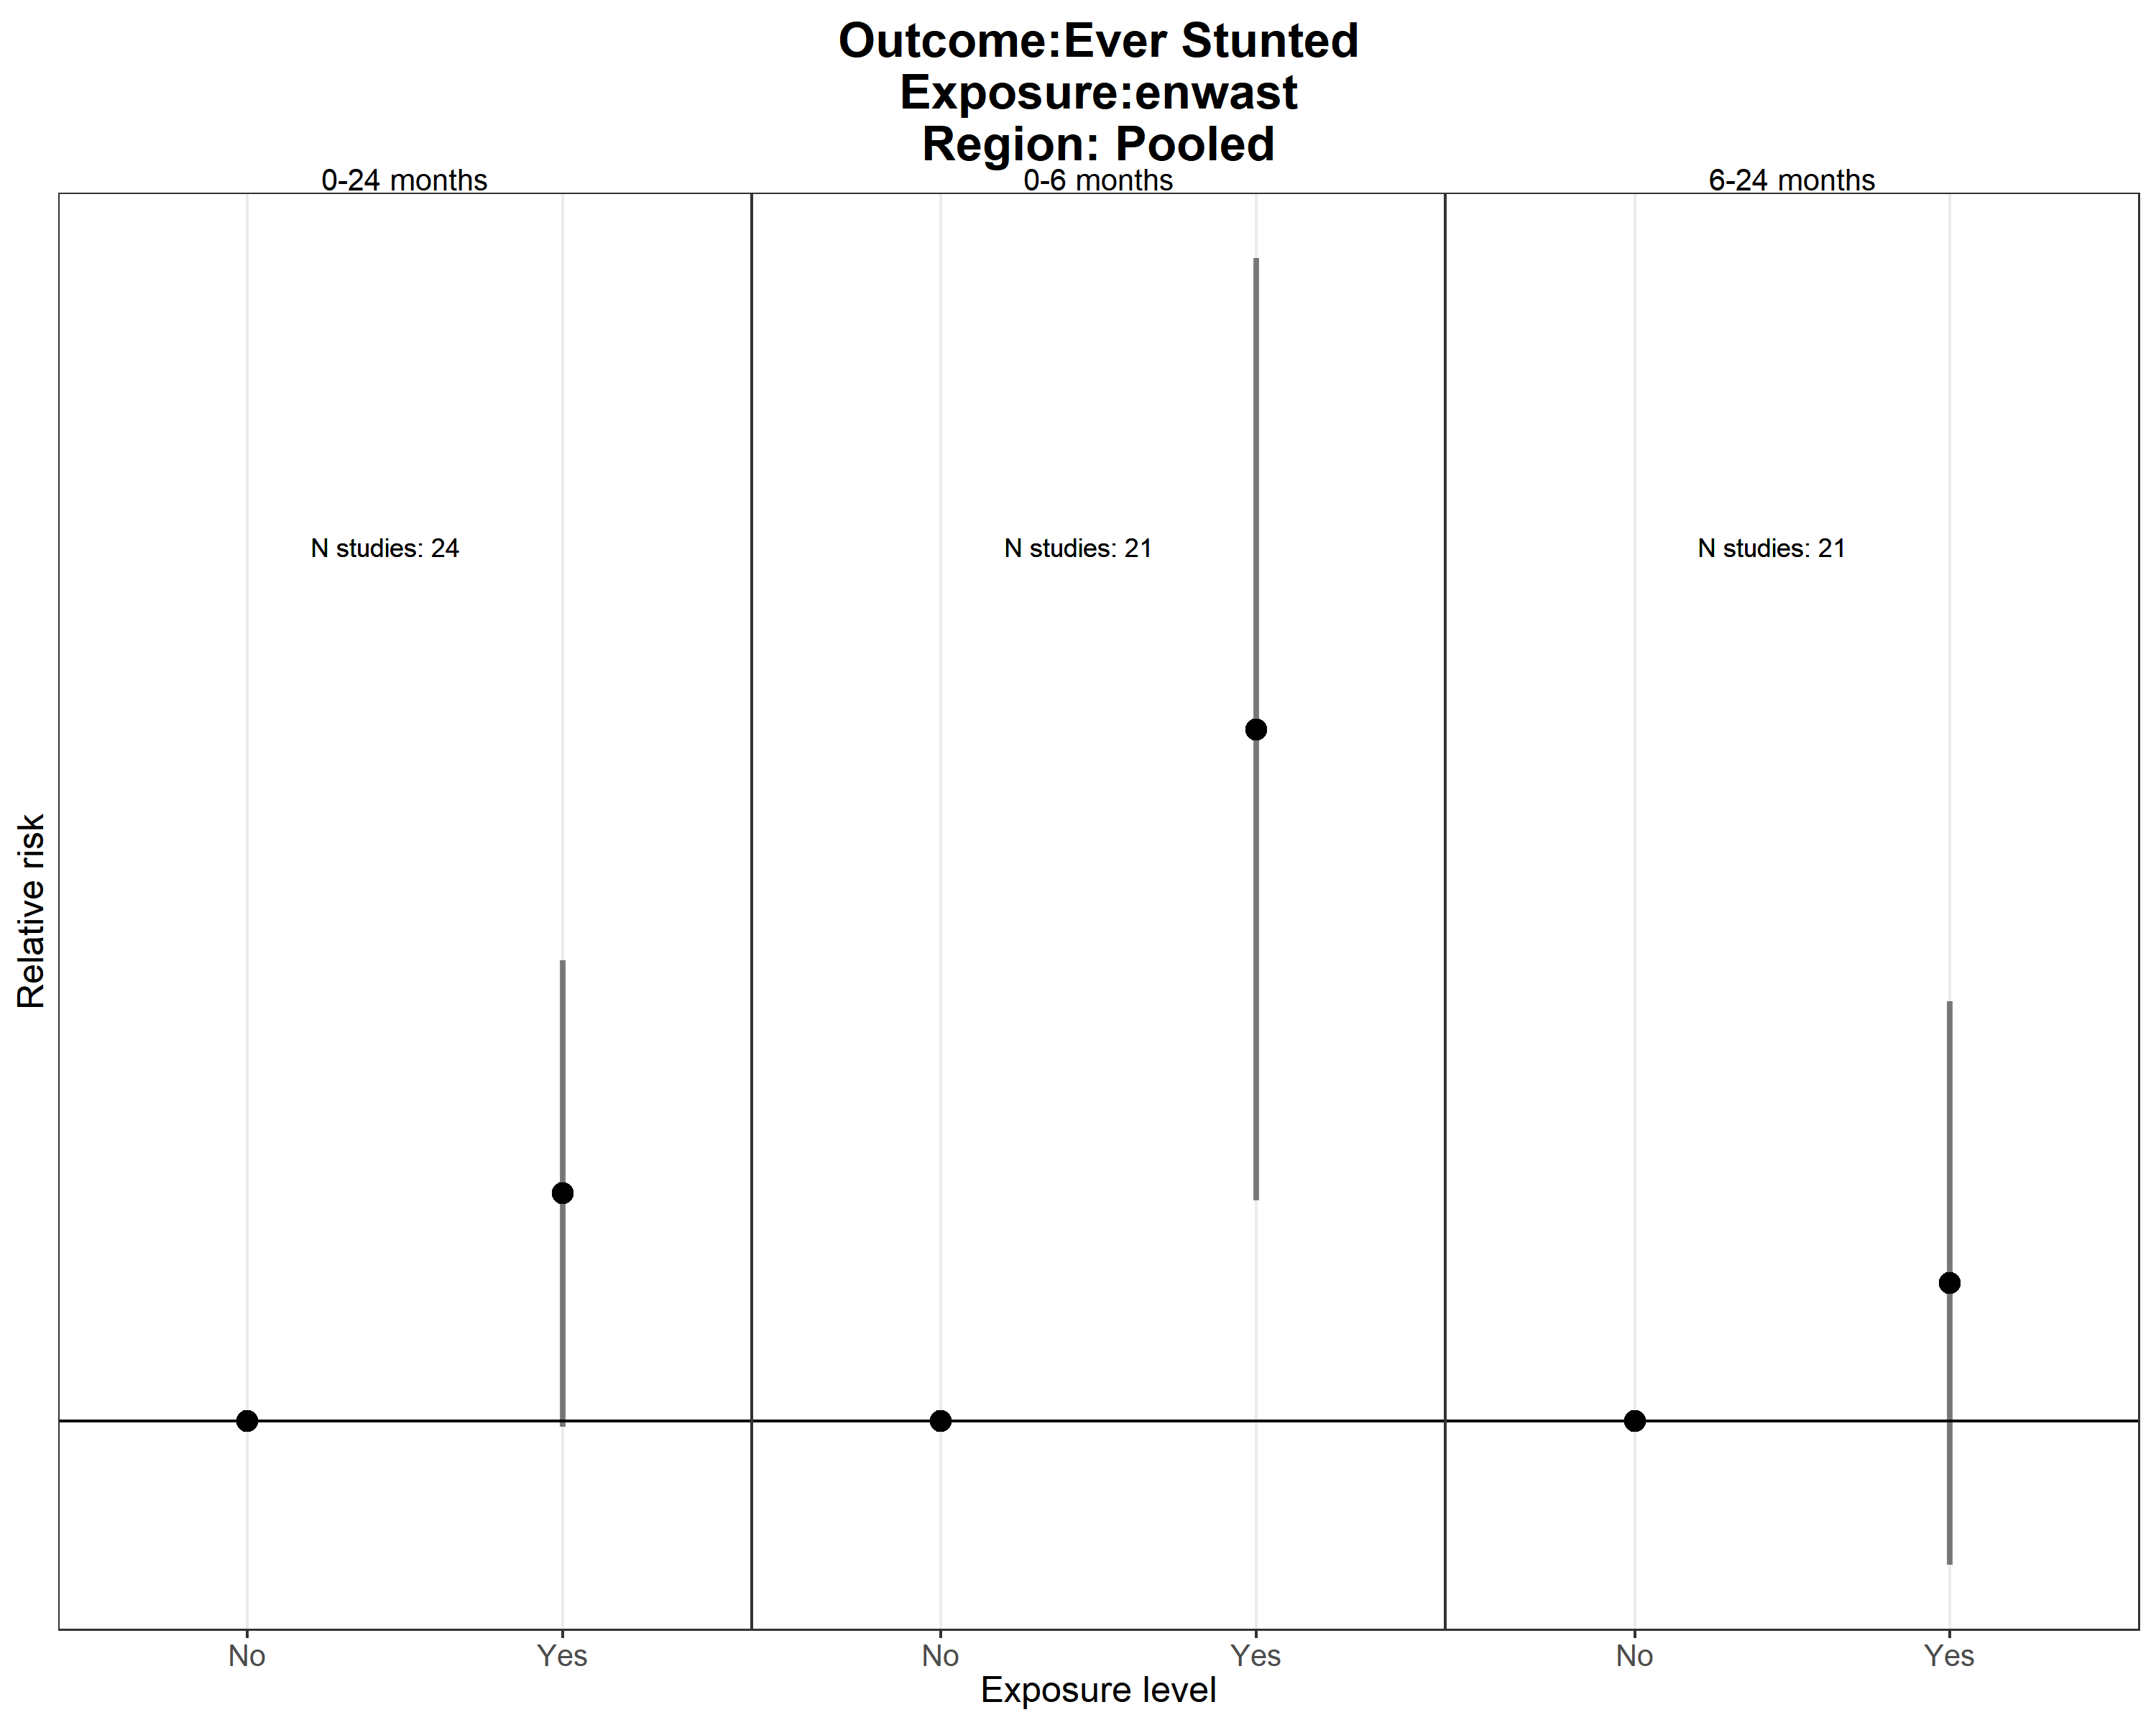 Outcome:Ever Stunted
Exposure:enwast
Region: Pooled
0-24 months
0-6 months
6-24 months
N studies: 24
N studies: 21
N studies: 21
Relative risk
No
Yes
No
Yes
No
Yes
Exposure level